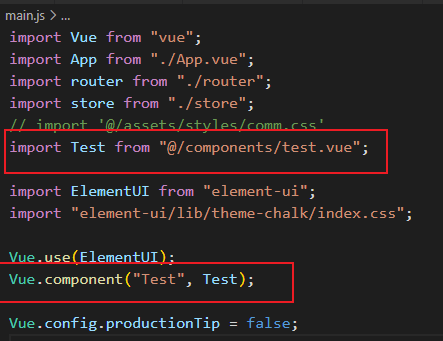 main.js > ...
import Vue from "vue";
import App from "./App.vue";
import router from "./router";
import store from "./store";
// import '@/assets/styles/comm.css'
import Test from "@/components/test.vue";
import ElementUI from "element-ui";
import "element-ui/lib/theme-chalk/index.css";
Vue.use(ElementUI);
Vue.component("Test", Test);
Vue.config.productionTip = false;